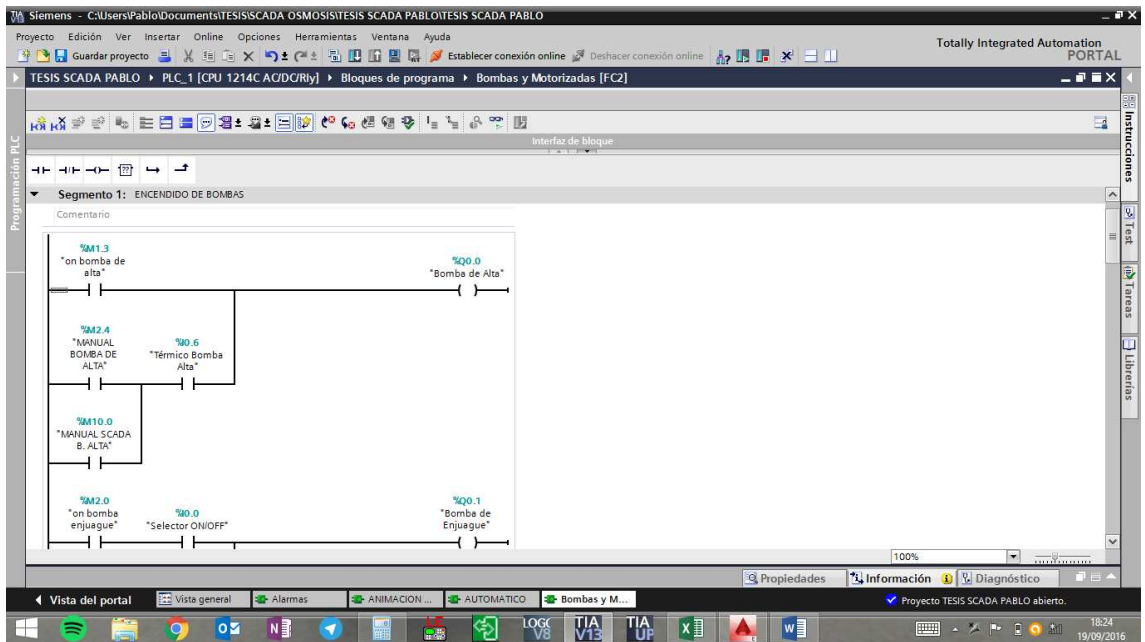 Siemens - C:\Users\Pablo\Documents\TESIS\SCADA OSMOSIS\TESIS SCADA PABLO\TESIS SCADA PABLO
Proyecto Edición Ver Insertar Online Opciones Herramientas Ventana Ayuda
Totally Integrated Automation
PORTAL
Guardar proyecto Establecer conexión online Deshacer conexión online
TESIS SCADA PABLO PLC_1 [CPU 1214C AC/DC/Rly] Bloques de programa Bombas y Motorizadas [FC2]
Interfaz de bloque
Programación PLC
Instrucciones
Test
Tareas
Librerías
Segmento 1: ENCENDIDO DE BOMBAS
Comentario
%M1.3
"on bomba de
alta"
%Q0.0
"Bomba de Alta"
%M2.4
"MANUAL
BOMBA DE
ALTA"
%I0.6
"Térmico Bomba
Alta"
%M10.0
"MANUAL SCADA
B. ALTA"
%M2.0
"on bomba
enjuague"
%I0.0
"Selector ON/OFF"
%Q0.1
"Bomba de
Enjuague"
100%
Propiedades Información Diagnóstico
Vista del portal Vista general Alarmas ANIMACION ... AUTOMATICO Bombas y M...
Proyecto TESIS SCADA PABLO abierto.
LOGO V8
TIA V13
TIA UP
18:24
19/09/2016